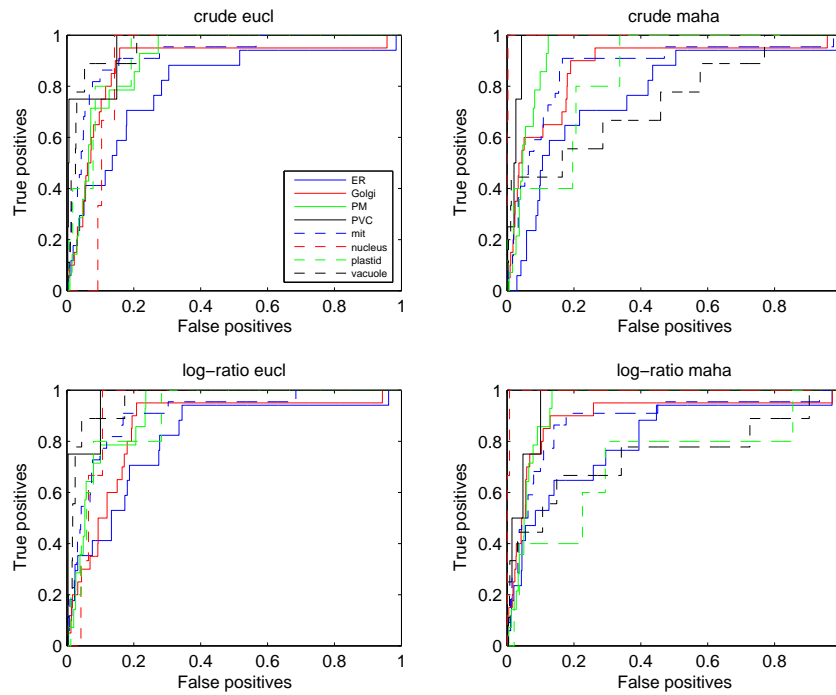 crude eucl
1
0.8
0.6
0.4
0.2
0
0 0.2 0.4 0.6 0.8 1
True positives
False positives
ER
Golgi
PM
PVC
mit
nucleus
plastid
vacuole
crude maha
1
0.8
0.6
0.4
0.2
0
0 0.2 0.4 0.6 0.8
True positives
False positives
log−ratio eucl
1
0.8
0.6
0.4
0.2
0
0 0.2 0.4 0.6 0.8 1
True positives
False positives
log−ratio maha
1
0.8
0.6
0.4
0.2
0
0 0.2 0.4 0.6 0.8
True positives
False positives